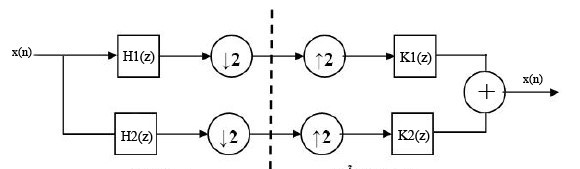 x(n)
H1(z)
↓2
↑2
K1(z)
+
x(n)
H2(z)
↓2
↑2
K2(z)